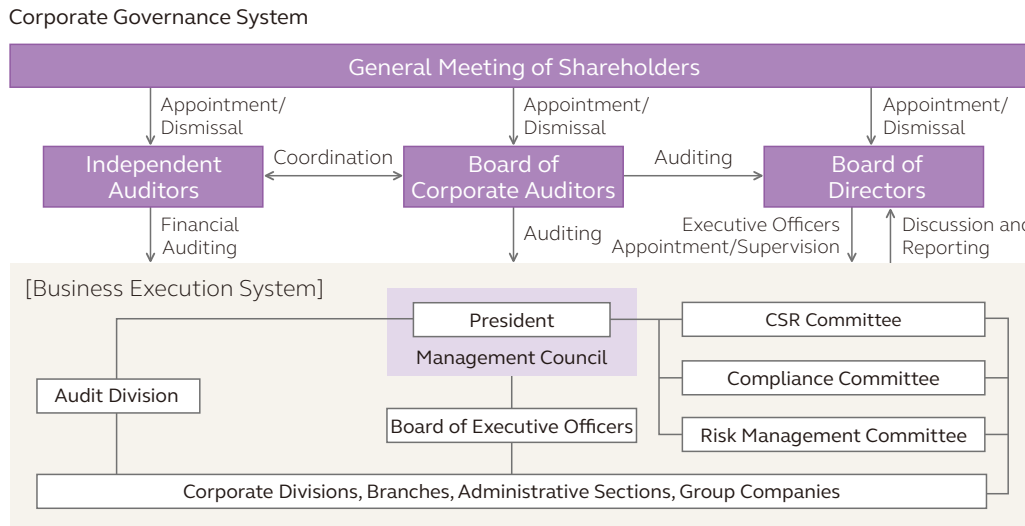 Corporate Governance System
General Meeting of Shareholders
Appointment/
Dismissal
Appointment/
Dismissal
Appointment/
Dismissal
Independent
Auditors
Coordination
Board of
Corporate Auditors
Auditing
Board of
Directors
Financial
Auditing
Auditing
Executive Officers
Appointment/Supervision
Discussion and
Reporting
[Business Execution System]
President
Management Council
CSR Committee
Audit Division
Compliance Committee
Board of Executive Officers
Risk Management Committee
Corporate Divisions, Branches, Administrative Sections, Group Companies